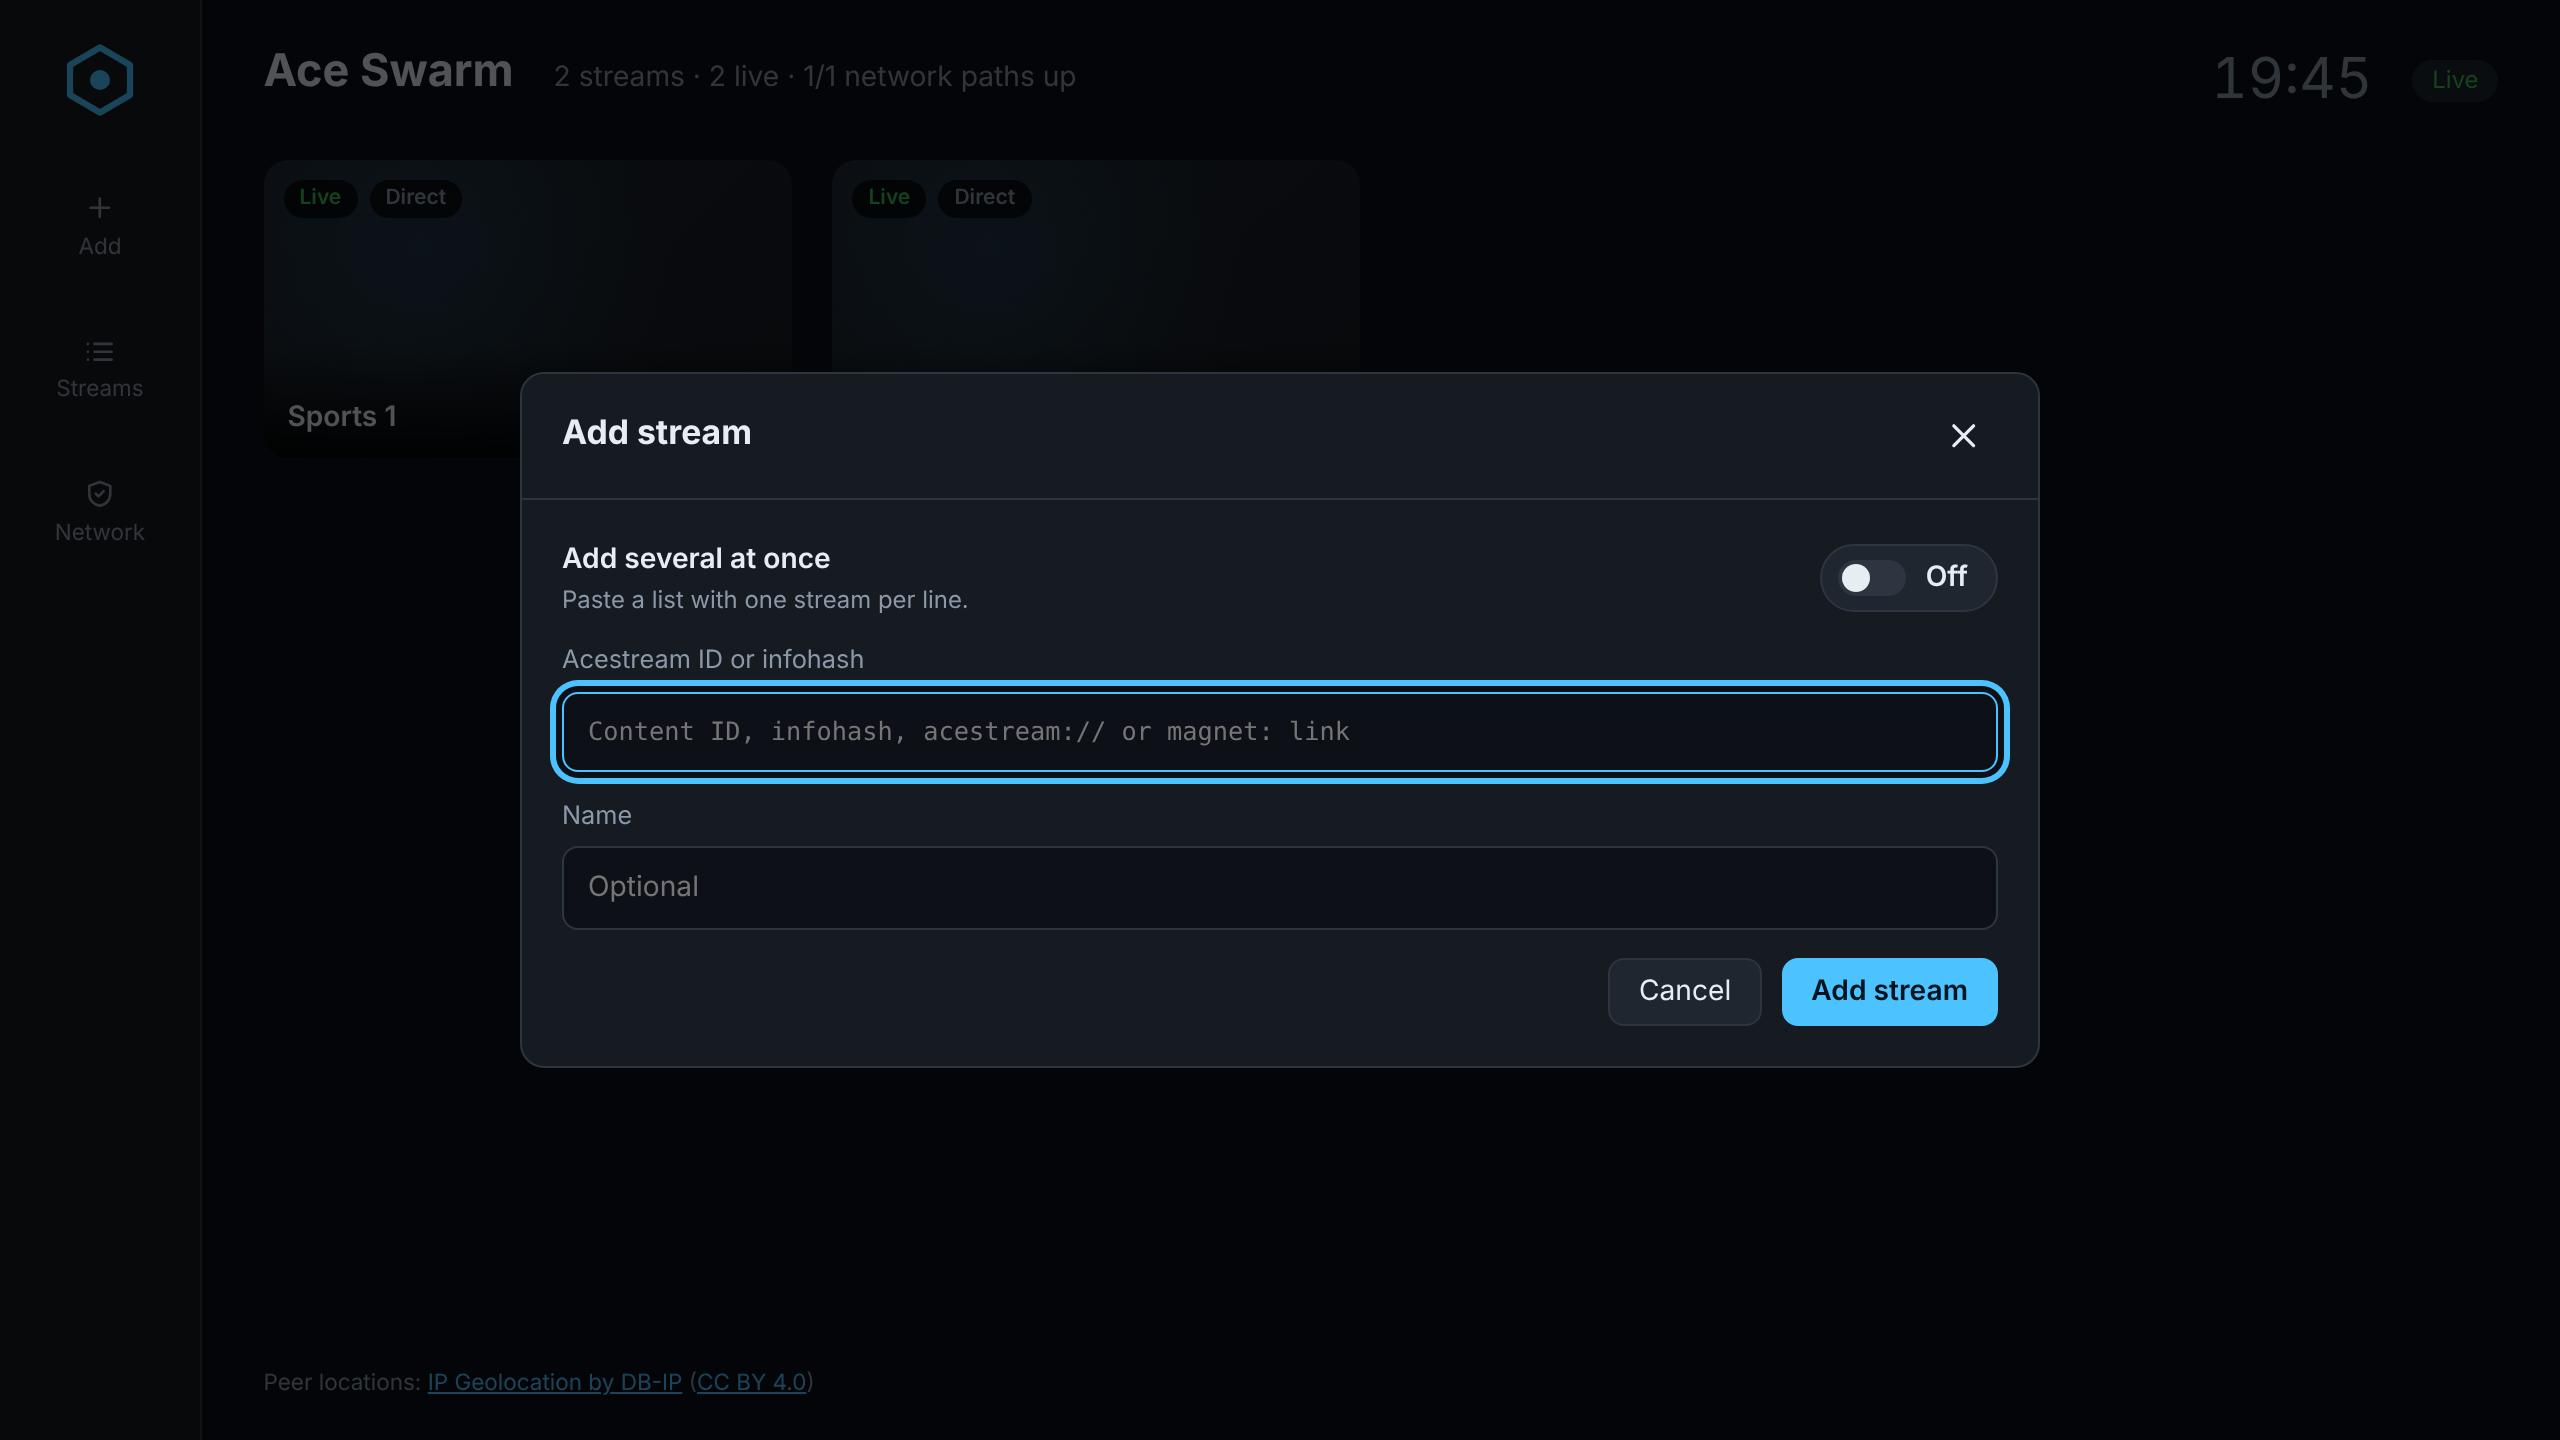 Ace Swarm
2 streams · 2 live · 1/1 network paths up
19:45
Live
Add
Streams
Network
Live
Direct
Sports 1
Live
Direct
Add stream
Add several at once
Paste a list with one stream per line.
Off
Acestream ID or infohash
Content ID, infohash, acestream:// or magnet: link
Name
Optional
Cancel
Add stream
Peer locations: IP Geolocation by DB-IP (CC BY 4.0)